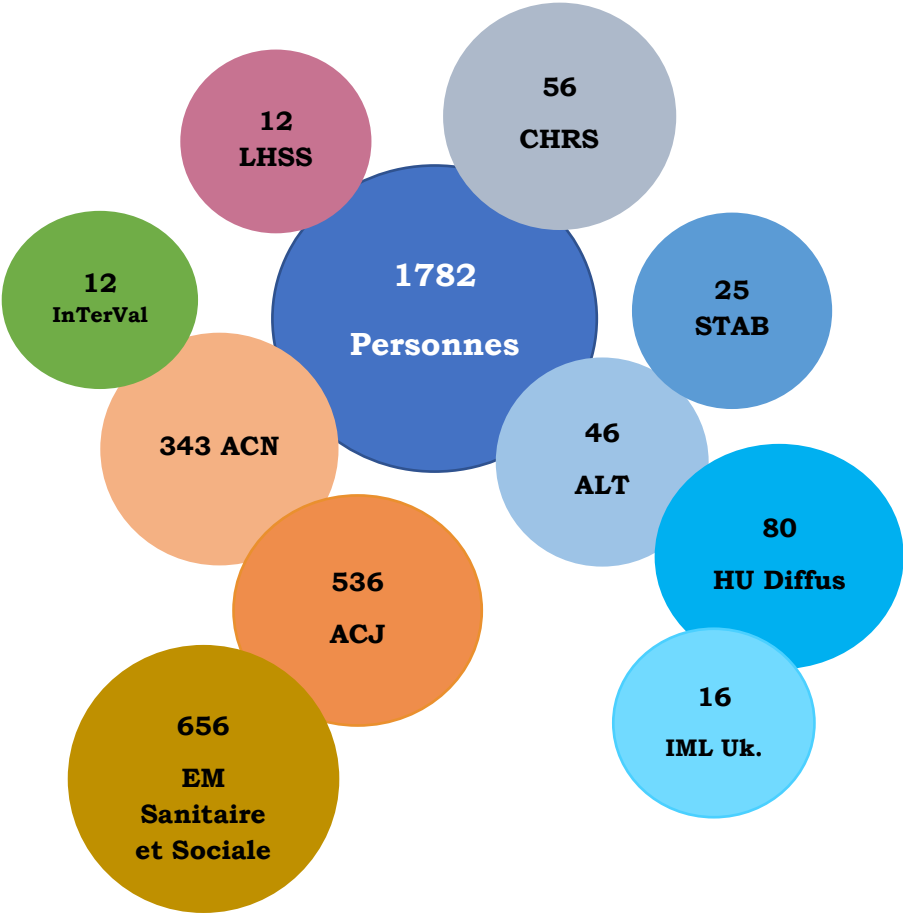 56
CHRS
12
LHSS
1782
Personnes
12
InTerVal
25
STAB
343 ACN
46
ALT
80
HU Diffus
536
ACJ
16
IML Uk.
656
EM
Sanitaire
et Sociale